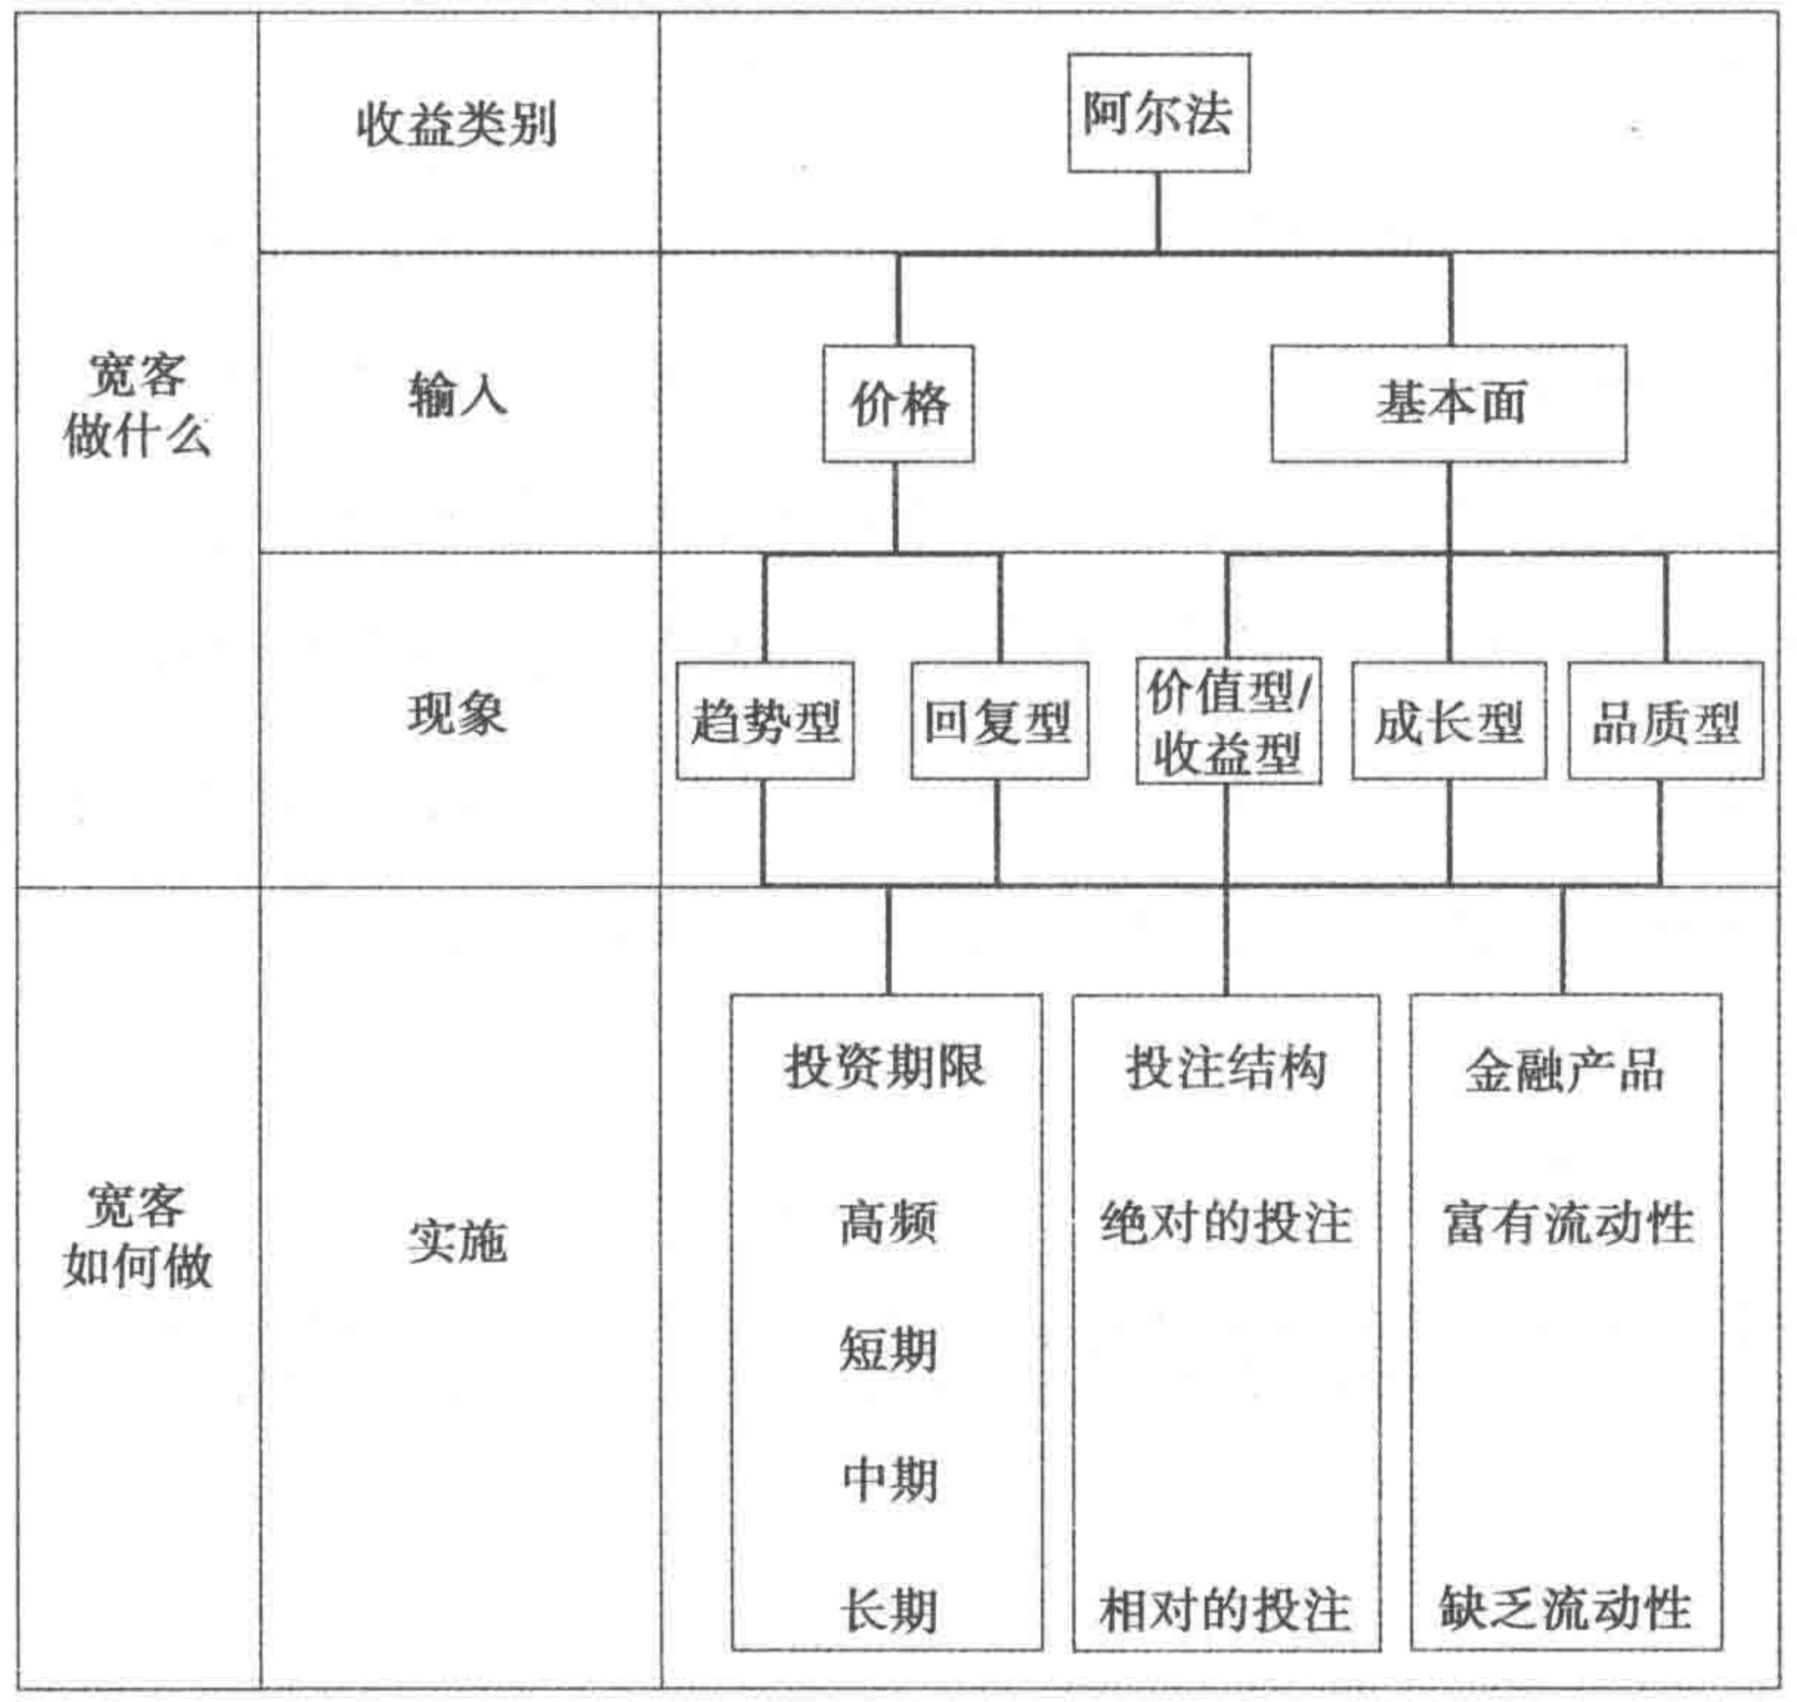 收益类别
阿尔法
宽客
做什么
输入
价格
基本面
现象
趋势型
回复型
价值型/
收益型
成长型
品质型
宽客
如何做
实施
投资期限
高频
短期
中期
长期
投注结构
绝对的投注
相对的投注
金融产品
富有流动性
缺乏流动性